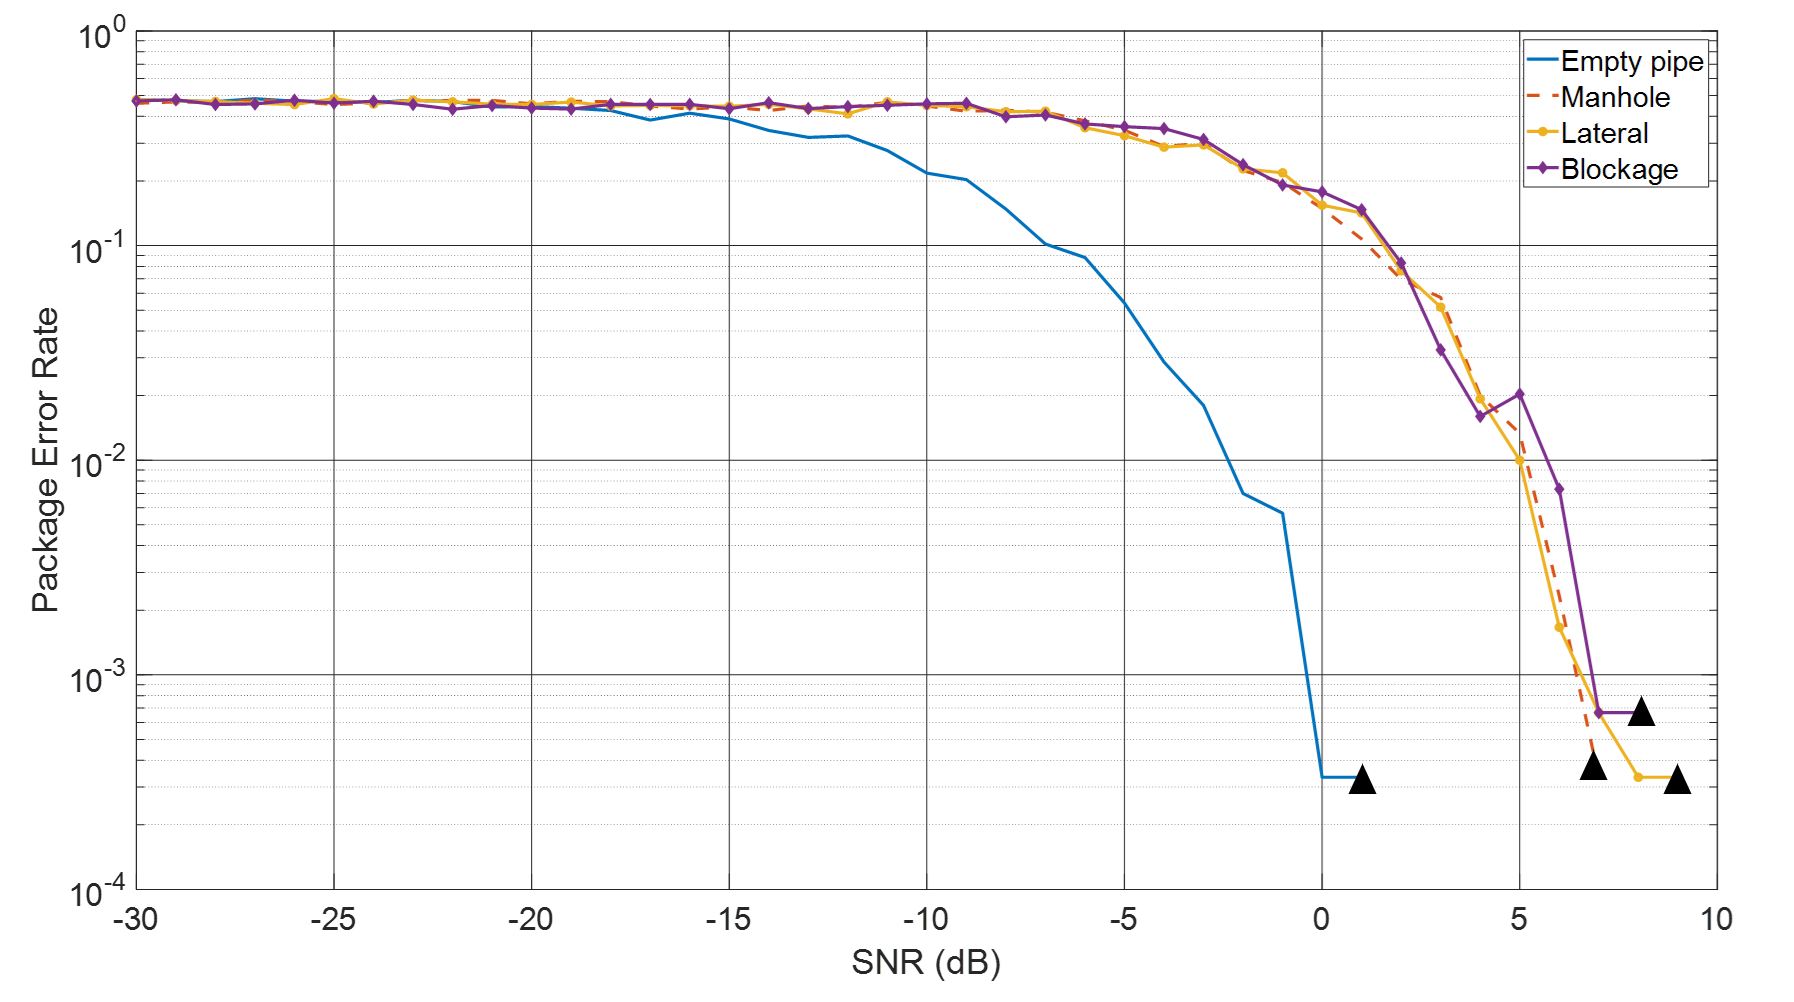 10^0
10^-1
10^-2
10^-3
10^-4
Package Error Rate
Empty pipe
Manhole
Lateral
Blockage
-30 -25 -20 -15 -10 -5 0 5 10
SNR (dB)